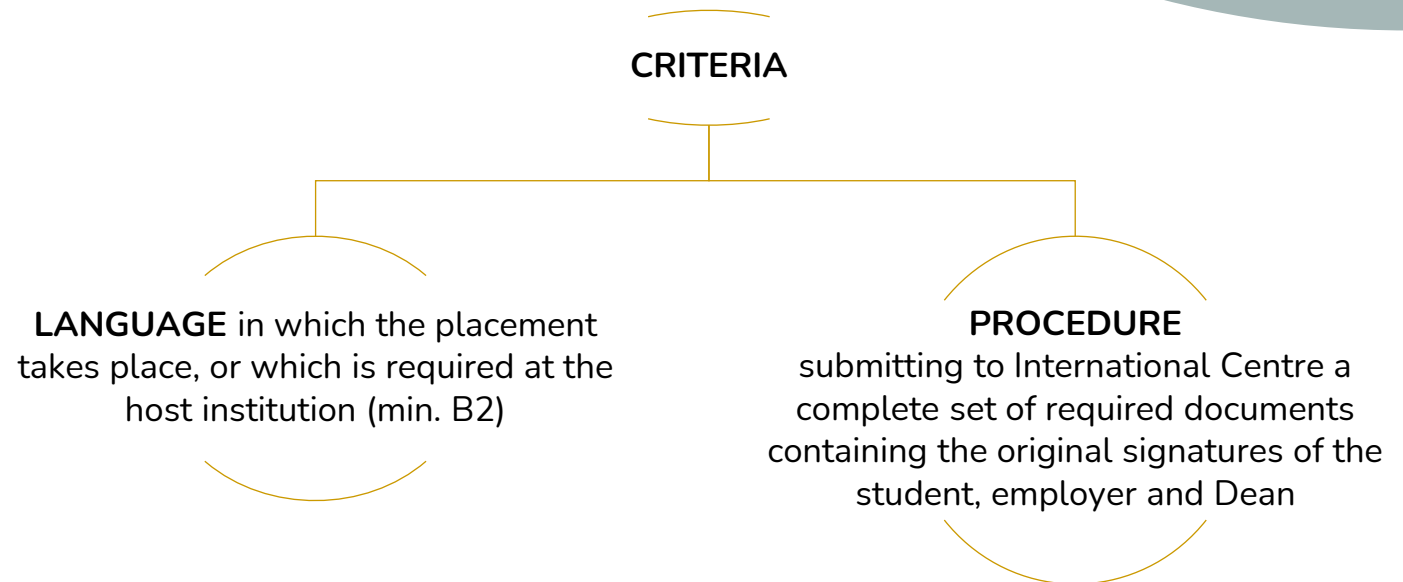 CRITERIA
LANGUAGE in which the placement
takes place, or which is required at the
host institution (min. B2)
PROCEDURE
submitting to International Centre a
complete set of required documents
containing the original signatures of the
student, employer and Dean